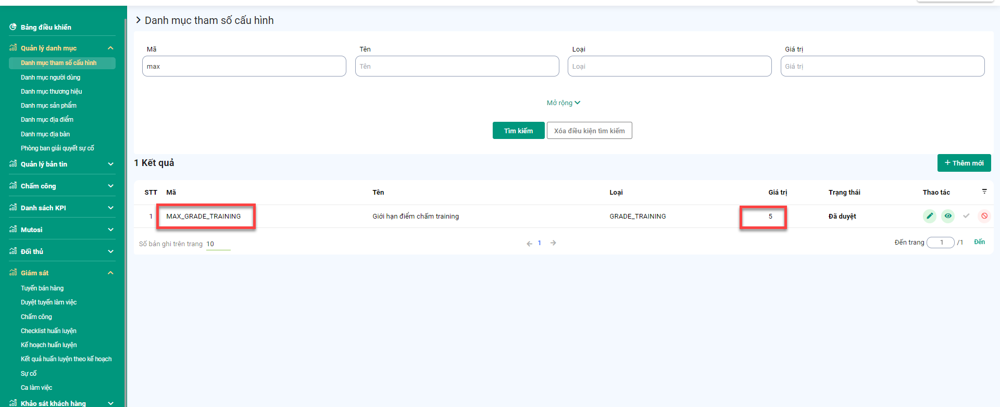 Bảng điều khiển
Quản lý danh mục
Danh mục tham số cấu hình
Danh mục người dùng
Danh mục thương hiệu
Danh mục sản phẩm
Danh mục địa điểm
Danh mục địa bàn
Phòng ban giải quyết sự cố
Quản lý bản tin
Chấm công
Danh sách KPI
Mutosi
Đối thủ
Giám sát
Tuyến bán hàng
Duyệt tuyến làm việc
Chấm công
Checklist huấn luyện
Kế hoạch huấn luyện
Kết quả huấn luyện theo kế hoạch
Sự cố
Ca làm việc
Khảo sát khách hàng
Danh mục tham số cấu hình
Mã Tên Loại Giá trị
max Tên Loại Giá trị
Mở rộng
Tìm kiếm Xóa điều kiện tìm kiếm
1 Kết quả
+ Thêm mới
STT Mã Tên Loại Giá trị Trạng thái Thao tác
1 MAX_GRADE_TRAINING Giới hạn điểm chấm training GRADE_TRAINING 5 Đã duyệt
Số bản ghi trên trang 10 1 Đến trang 1 /1 Đến